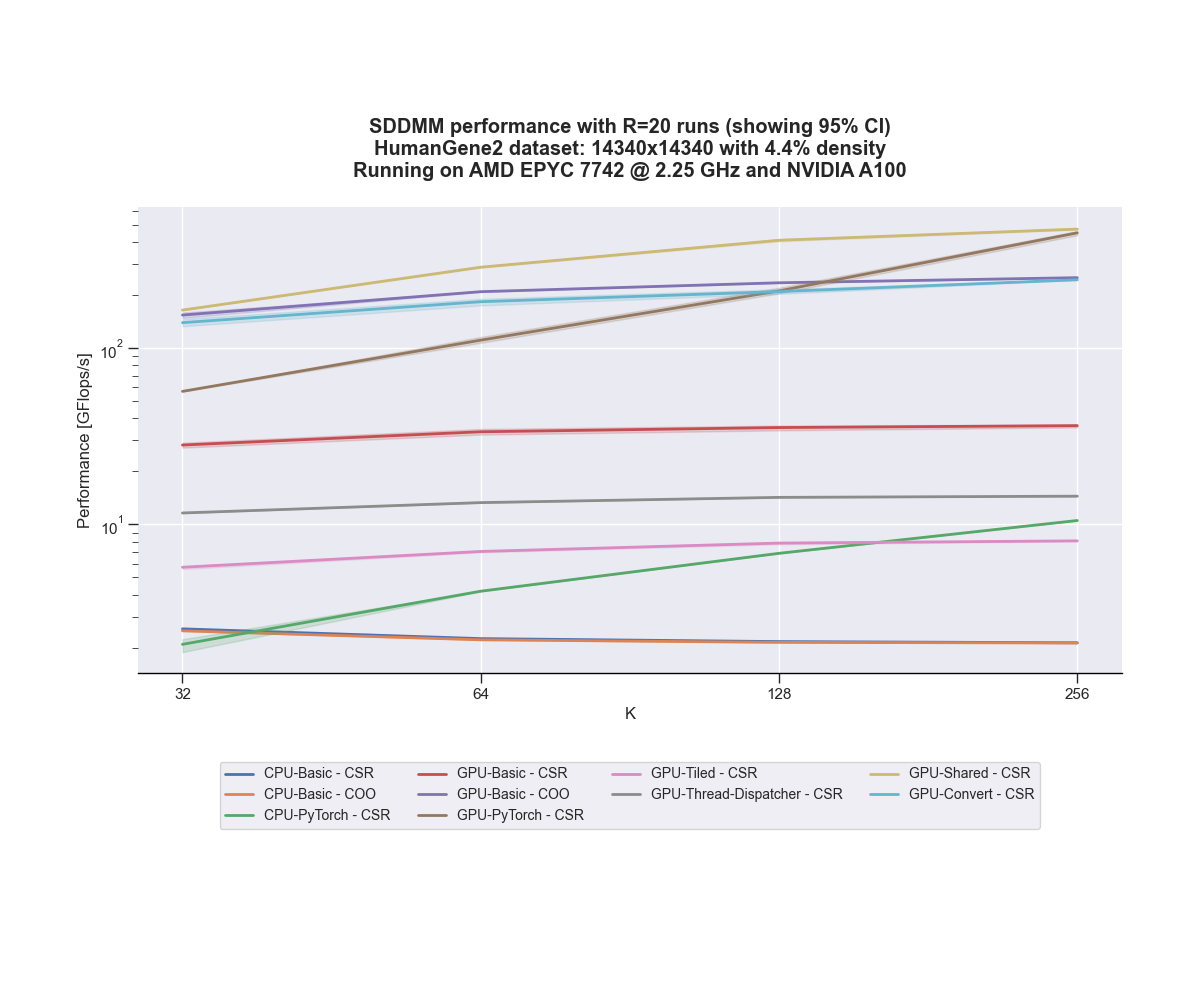 SDDMM performance with R=20 runs (showing 95% CI)
HumanGene2 dataset: 14340x14340 with 4.4% density
Running on AMD EPYC 7742 @ 2.25 GHz and NVIDIA A100
Performance [GFlops/s]
10²
10¹
32 64 128 256
K
CPU-Basic - CSR GPU-Basic - CSR GPU-Tiled - CSR GPU-Shared - CSR
CPU-Basic - COO GPU-Basic - COO GPU-Thread-Dispatcher - CSR GPU-Convert - CSR
CPU-PyTorch - CSR GPU-PyTorch - CSR